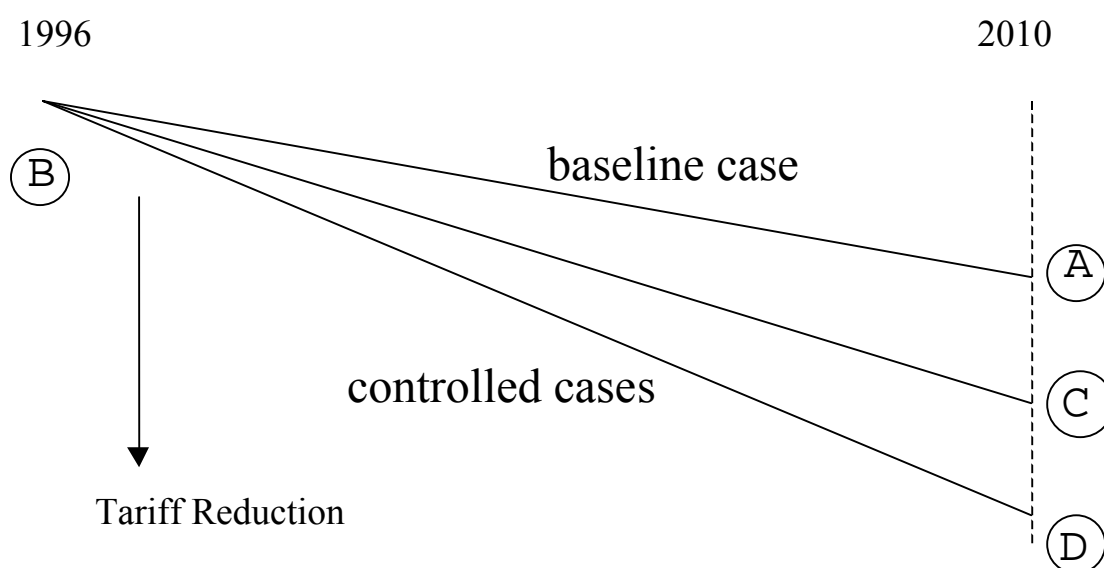 1996 2010
B
baseline case
A
controlled cases
C
Tariff Reduction
D